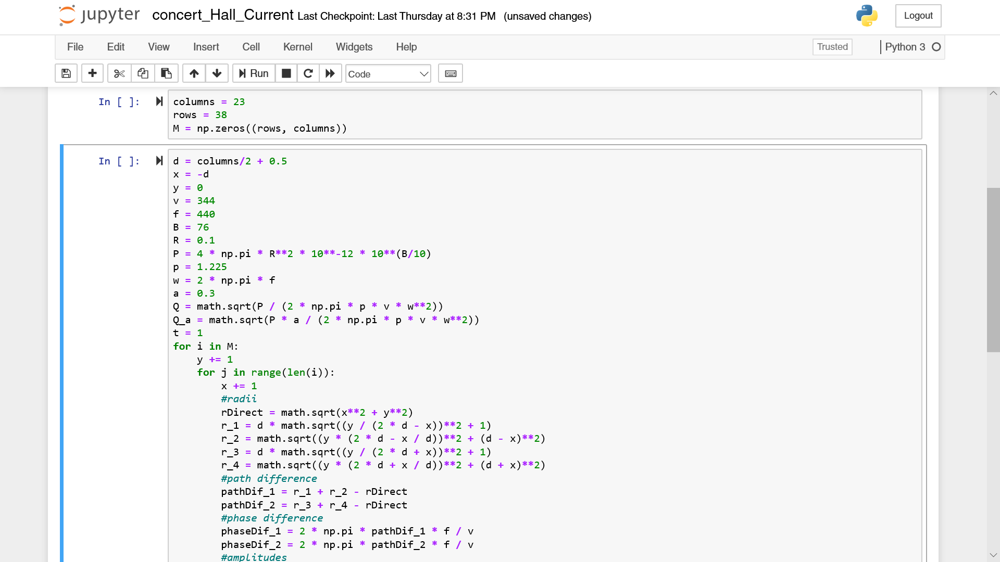 jupyter concert_Hall_Current Last Checkpoint: Last Thursday at 8:31 PM (unsaved changes) Logout
File Edit View Insert Cell Kernel Widgets Help Trusted Python 3
Run Code
In [ ]: columns = 23
rows = 38
M = np.zeros((rows, columns))
In [ ]: d = columns/2 + 0.5
x = -d
y = 0
v = 344
f = 440
B = 76
R = 0.1
P = 4 * np.pi * R**2 * 10**-12 * 10**(B/10)
p = 1.225
w = 2 * np.pi * f
a = 0.3
Q = math.sqrt(P / (2 * np.pi * p * v * w**2))
Q_a = math.sqrt(P * a / (2 * np.pi * p * v * w**2))
t = 1
for i in M:
    y += 1
    for j in range(len(i)):
        x += 1
        #radii
        rDirect = math.sqrt(x**2 + y**2)
        r_1 = d * math.sqrt((y / (2 * d - x))**2 + 1)
        r_2 = math.sqrt((y * (2 * d - x / d))**2 + (d - x)**2)
        r_3 = d * math.sqrt((y / (2 * d + x))**2 + 1)
        r_4 = math.sqrt((y * (2 * d + x / d))**2 + (d + x)**2)
        #path difference
        pathDif_1 = r_1 + r_2 - rDirect
        pathDif_2 = r_3 + r_4 - rDirect
        #phase difference
        phaseDif_1 = 2 * np.pi * pathDif_1 * f / v
        phaseDif_2 = 2 * np.pi * pathDif_2 * f / v
        #amplitudes